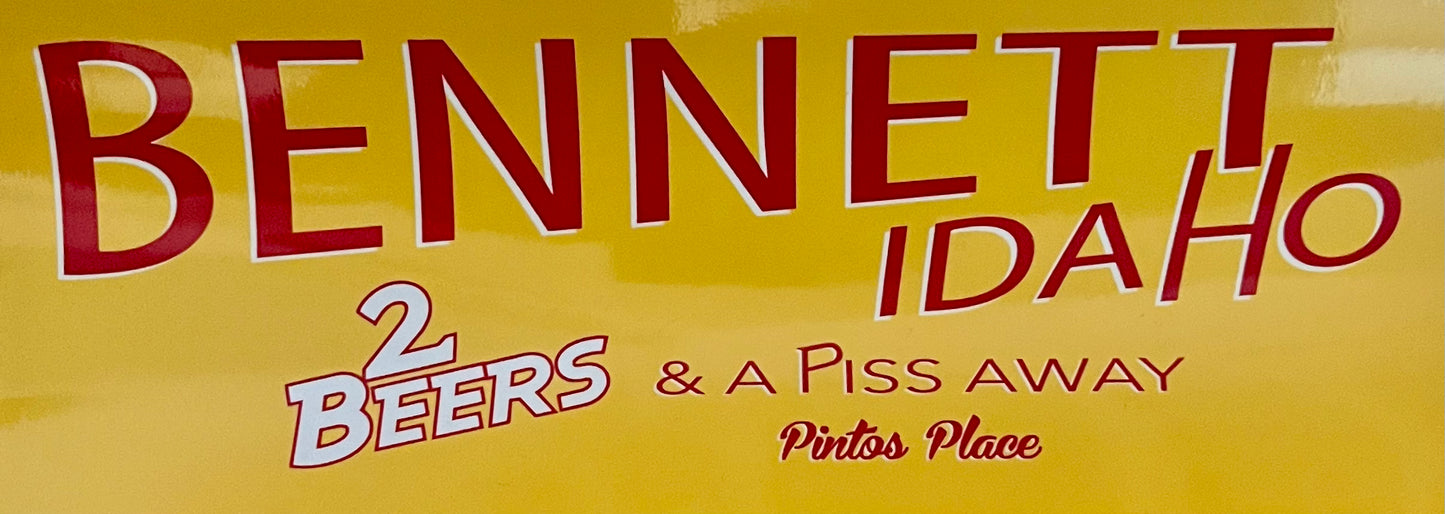 BENNETT
IDAHO
2
BEERS & A PISS AWAY
Pintos Place